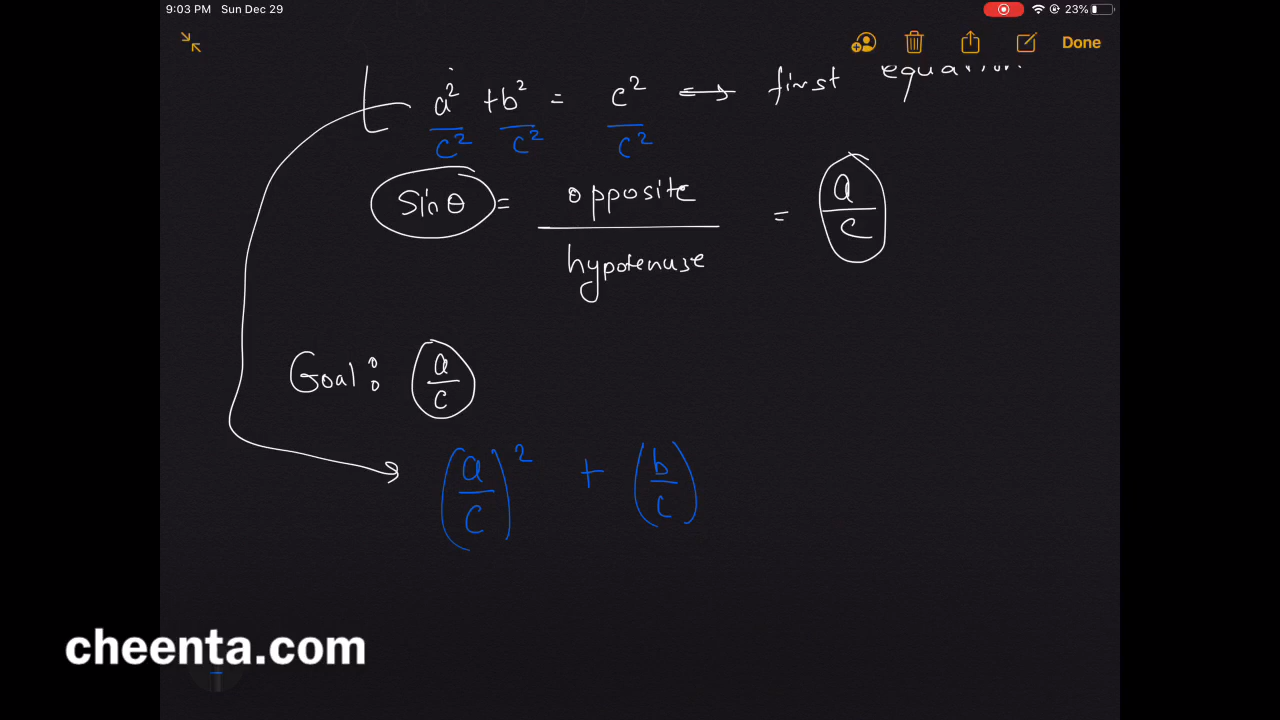 9:03 PM Sun Dec 29 23%
Done
a² + b² = c² ↔ first equation
c² c² c²
Sinθ = opposite / hypotenuse = a / c
Goal: a / c
(a / c)² + (b / c)
cheenta.com